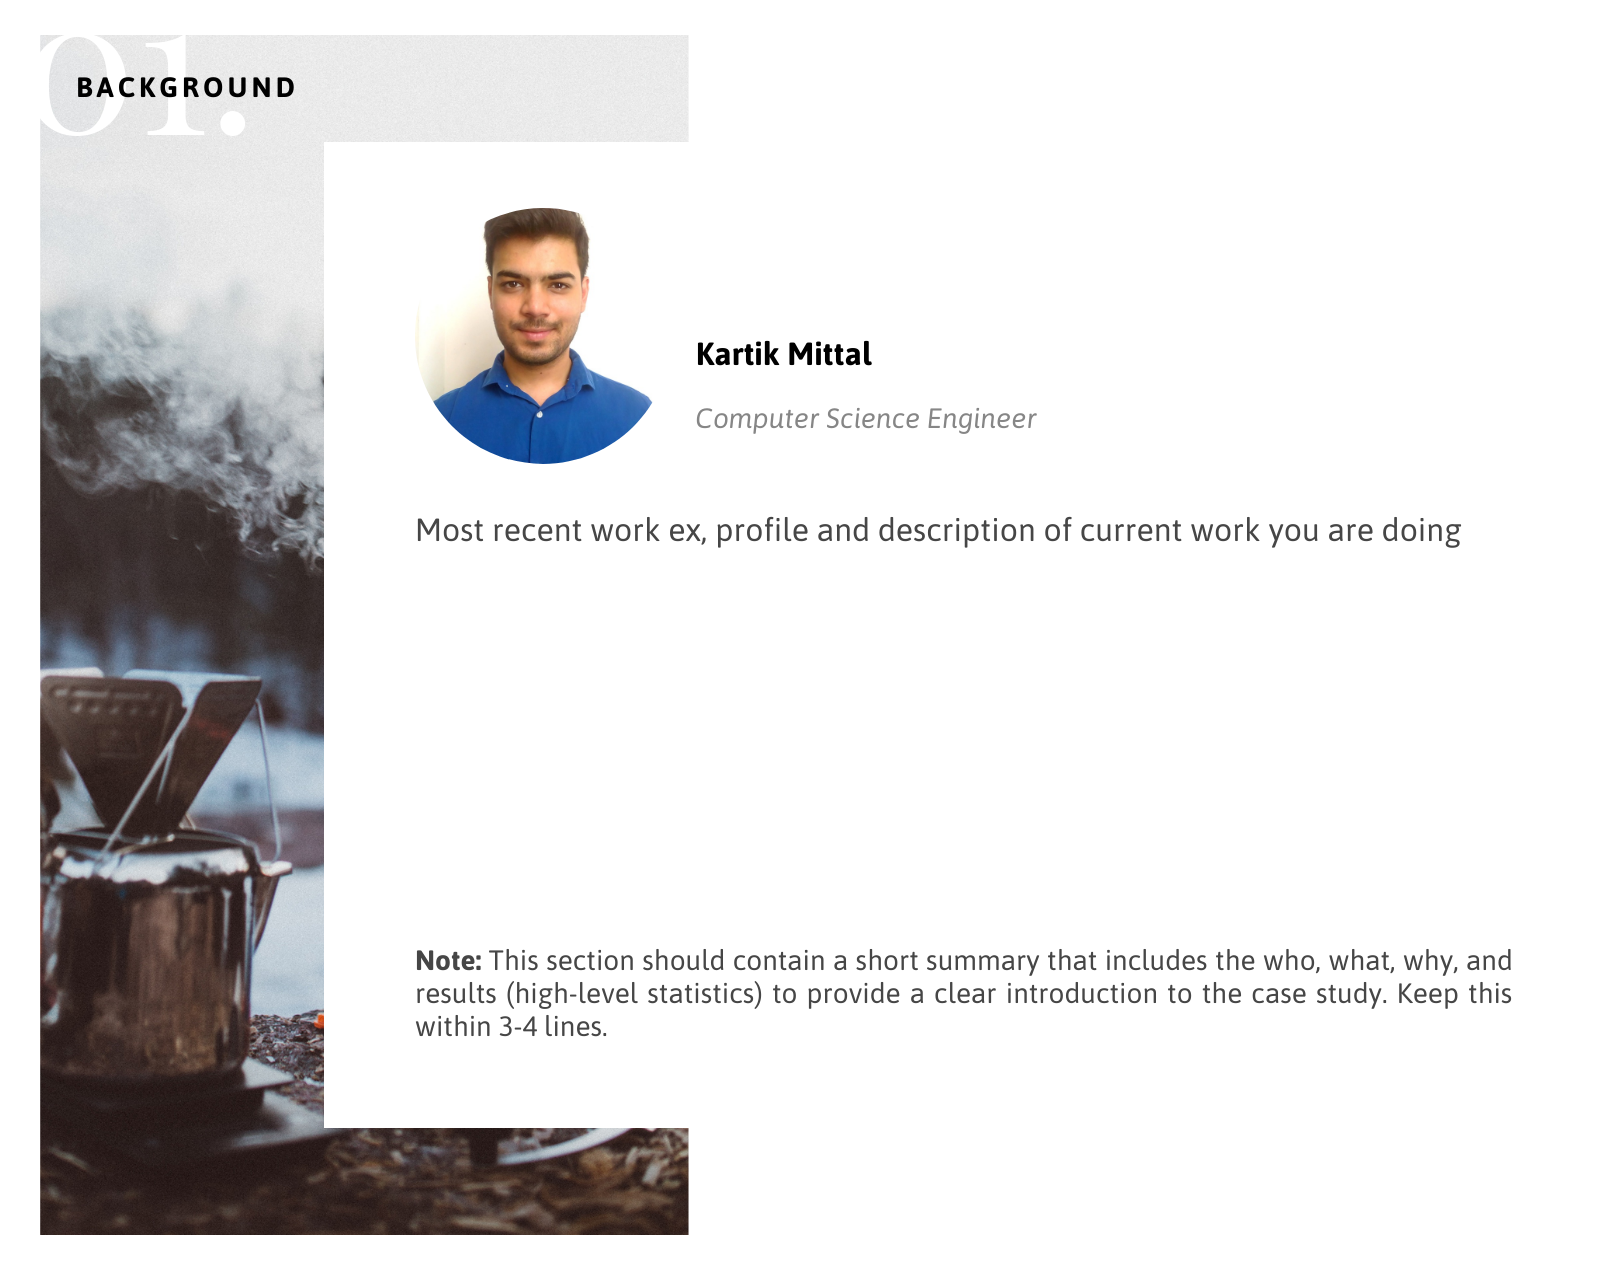 01.
BACKGROUND
Kartik Mittal
Computer Science Engineer
Most recent work ex, profile and description of current work you are doing
Note: This section should contain a short summary that includes the who, what, why, and
results (high-level statistics) to provide a clear introduction to the case study. Keep this
within 3-4 lines.